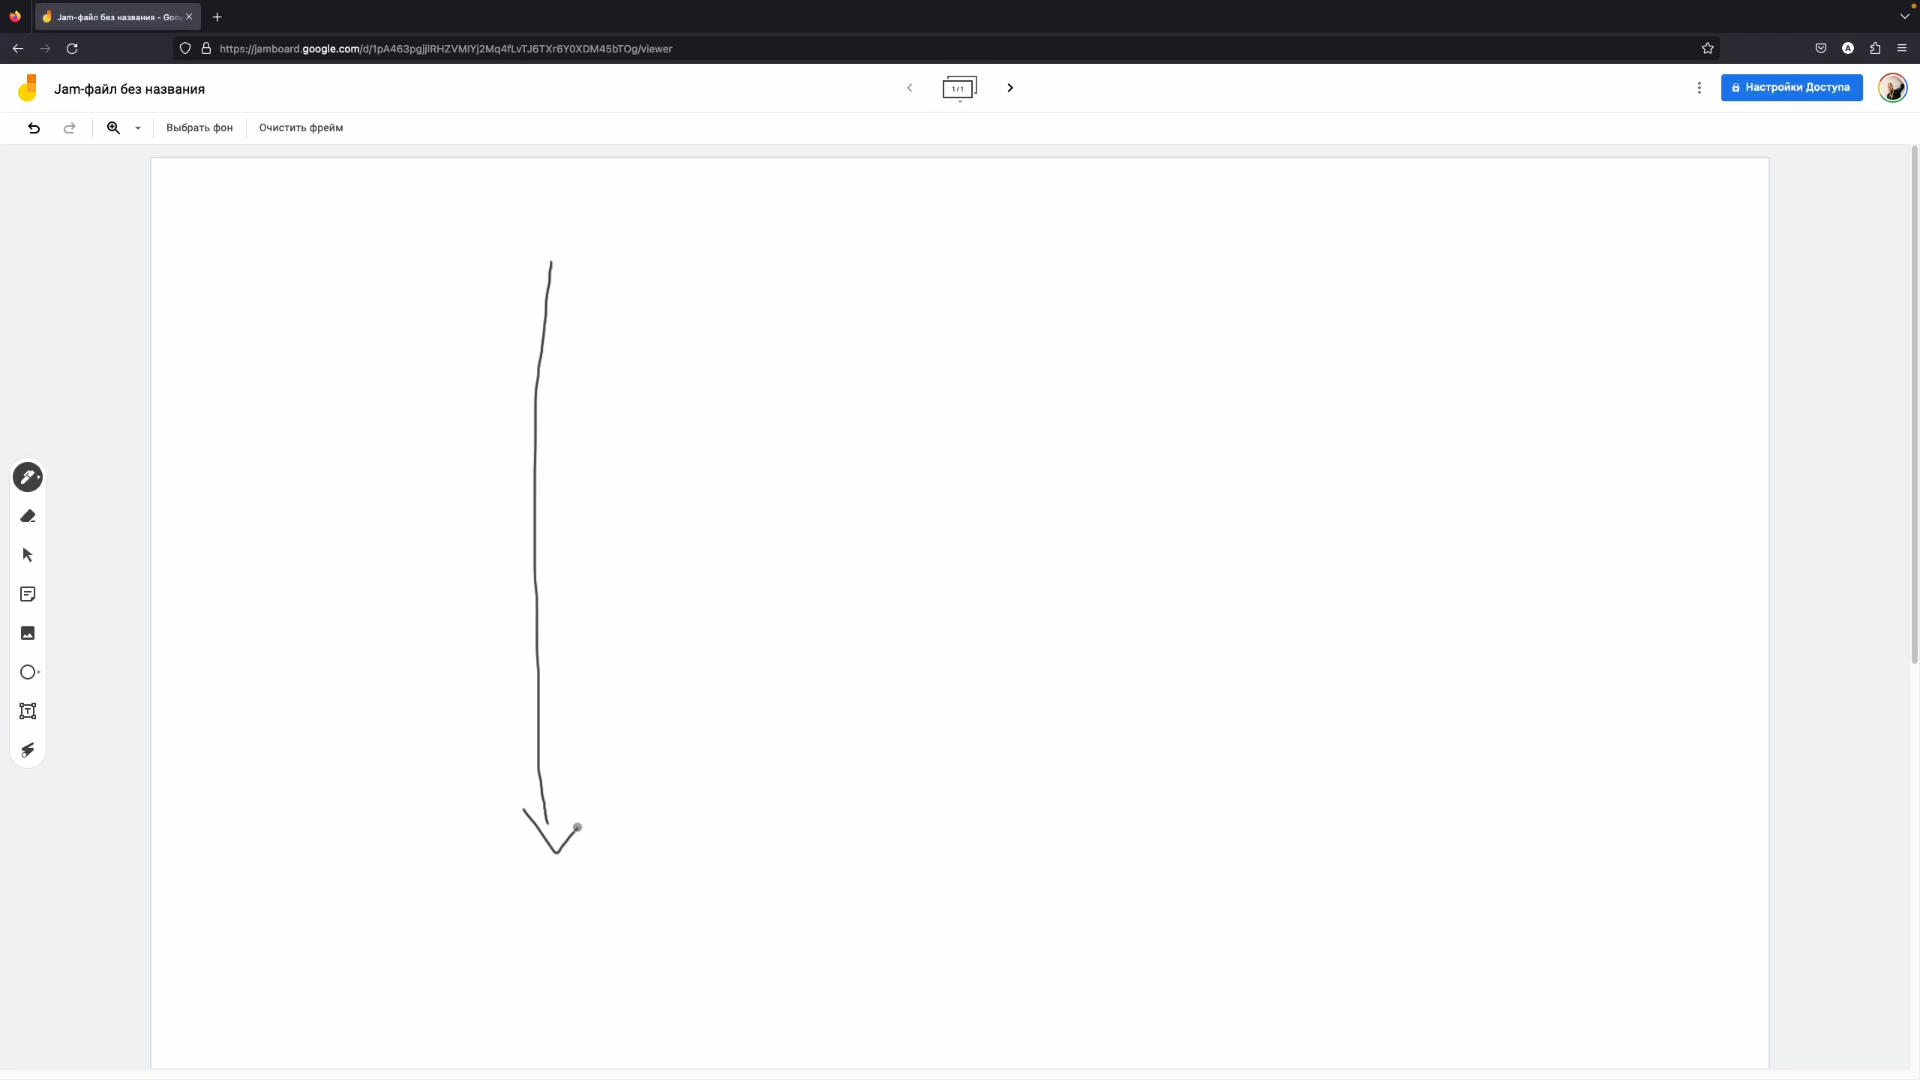 Jam-файл без названия - Goo
https://jamboard.google.com/d/1pA463pgjjlRHZVMlYj2Mq4fLvTJ6TXr6Y0XDM45bTOg/viewer
Jam-файл без названия
1/1
Настройки Доступа
Выбрать фон
Очистить фрейм